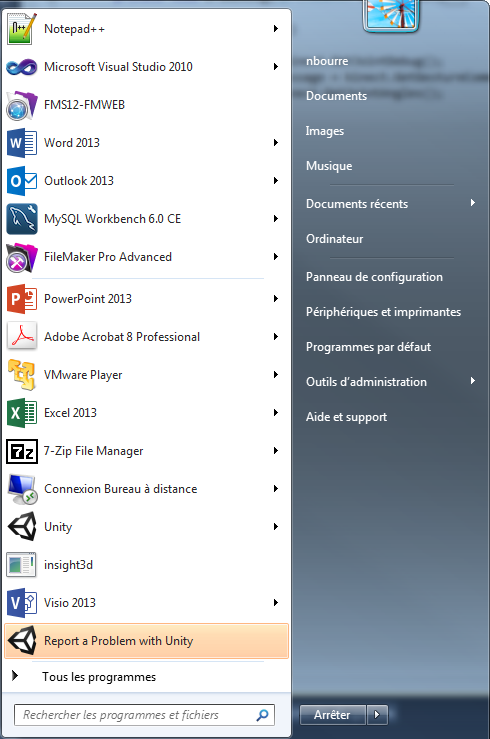 Notepad++
Microsoft Visual Studio 2010
FMS12-FMWEB
Word 2013
Outlook 2013
MySQL Workbench 6.0 CE
FileMaker Pro Advanced
PowerPoint 2013
Adobe Acrobat 8 Professional
VMware Player
Excel 2013
7-Zip File Manager
Connexion Bureau à distance
Unity
insight3d
Visio 2013
Report a Problem with Unity
Tous les programmes
Rechercher les programmes et fichiers
nbourre
Documents
Images
Musique
Documents récents
Ordinateur
Panneau de configuration
Périphériques et imprimantes
Programmes par défaut
Outils d'administration
Aide et support
Arrêter